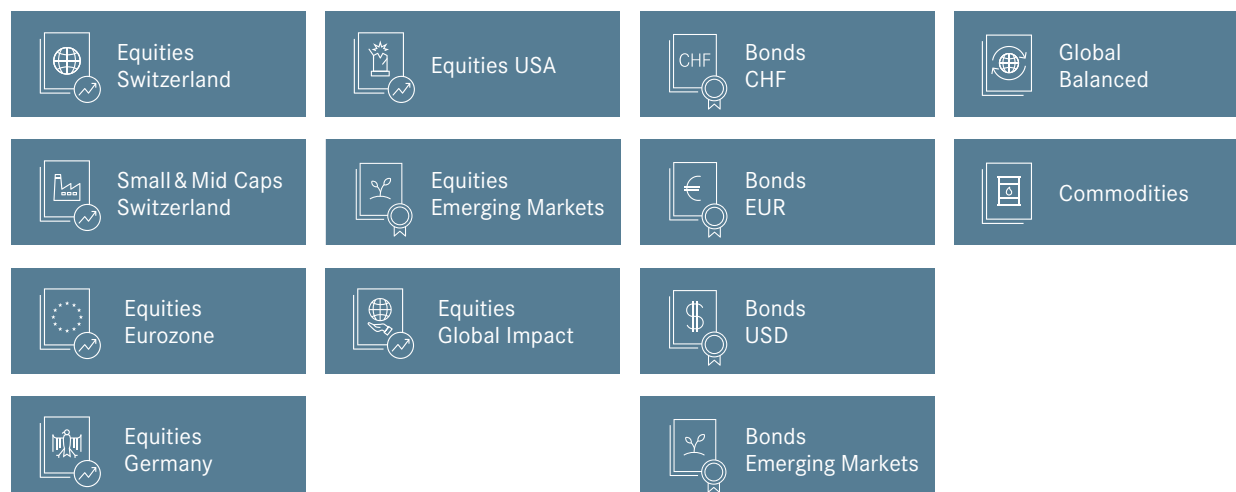 Equities
Switzerland
Equities USA
CHF
Bonds
CHF
Global
Balanced
Small & Mid Caps
Switzerland
Equities
Emerging Markets
€
Bonds
EUR
Commodities
Equities
Eurozone
Equities
Global Impact
$
Bonds
USD
Equities
Germany
Bonds
Emerging Markets